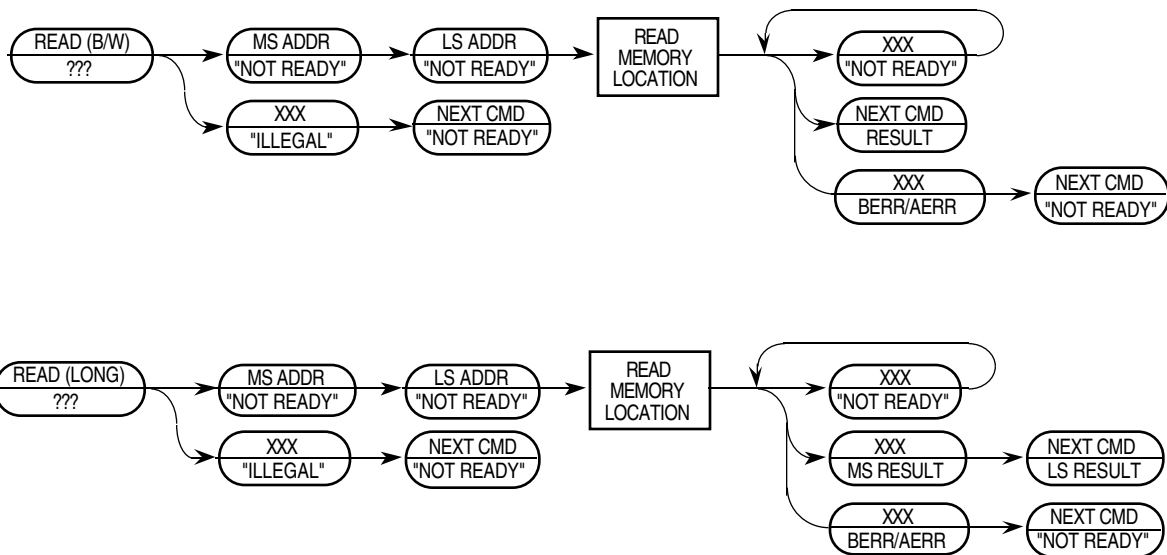 READ (B/W)
???
MS ADDR
"NOT READY"
LS ADDR
"NOT READY"
READ
MEMORY
LOCATION
XXX
"NOT READY"
XXX
"ILLEGAL"
NEXT CMD
"NOT READY"
NEXT CMD
RESULT
XXX
BERR/AERR
NEXT CMD
"NOT READY"
READ (LONG)
???
MS ADDR
"NOT READY"
LS ADDR
"NOT READY"
READ
MEMORY
LOCATION
XXX
"NOT READY"
XXX
"ILLEGAL"
NEXT CMD
"NOT READY"
XXX
MS RESULT
NEXT CMD
LS RESULT
XXX
BERR/AERR
NEXT CMD
"NOT READY"